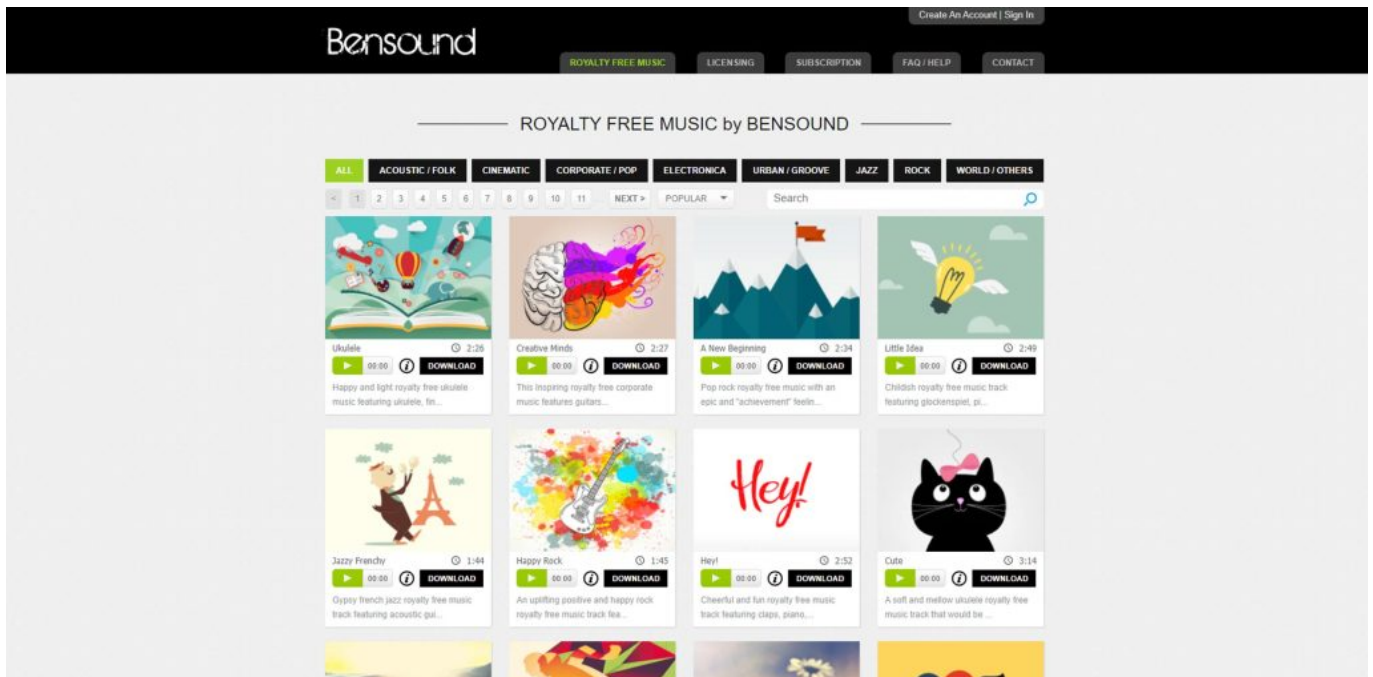 Create An Account | Sign In
Bensound
ROYALTY FREE MUSIC LICENSING SUBSCRIPTION FAQ / HELP CONTACT
ROYALTY FREE MUSIC by BENSOUND
ALL ACOUSTIC / FOLK CINEMATIC CORPORATE / POP ELECTRONICA URBAN / GROOVE JAZZ ROCK WORLD / OTHERS
< 1 2 3 4 5 6 7 8 9 10 11 ... NEXT > POPULAR Search
Ukulele 2:26
00:00 i DOWNLOAD
Happy and light royalty free ukulele
music featuring ukulele, fin...
Creative Minds 2:27
00:00 i DOWNLOAD
This Inspiring royalty free corporate
music features guitars...
A New Beginning 2:34
00:00 i DOWNLOAD
Pop rock royalty free music with an
epic and "achievement" feelin...
Little Idea 2:49
00:00 i DOWNLOAD
Childish royalty free music track
featuring glockenspiel, pi...
Jazzy Frenchy 1:44
00:00 i DOWNLOAD
Gypsy french jazz royalty free music
track featuring acoustic gui...
Happy Rock 1:45
00:00 i DOWNLOAD
An uplifting positive and happy rock
royalty free music track fea...
Hey!
Hey! 2:52
00:00 i DOWNLOAD
Cheerful and fun royalty free music
track featuring claps, piano,...
Cute 3:14
00:00 i DOWNLOAD
A soft and mellow ukulele royalty free
music track that would be ...